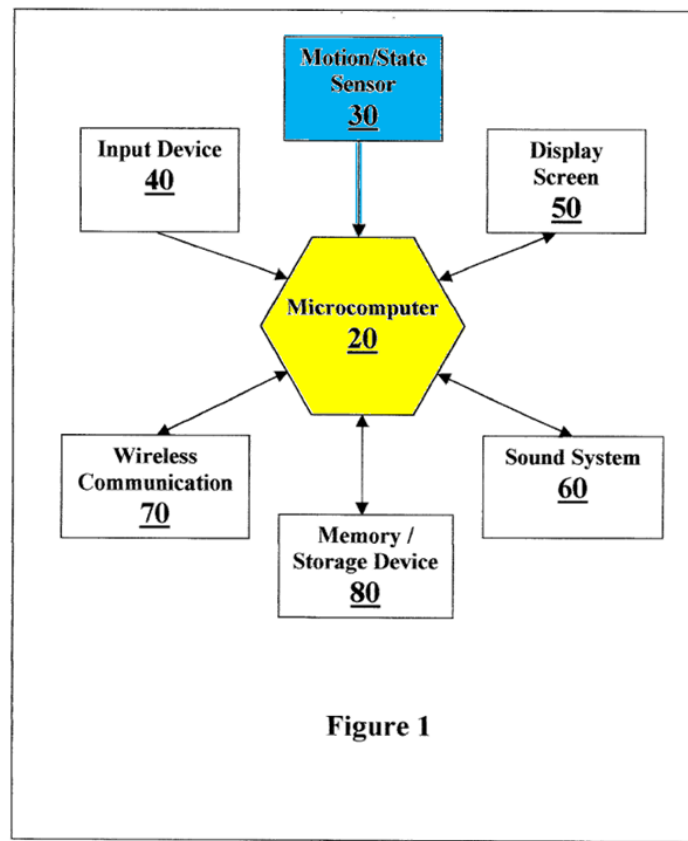 Motion/State
Sensor
30
Input Device
40
Display
Screen
50
Microcomputer
20
Wireless
Communication
70
Sound System
60
Memory /
Storage Device
80
Figure 1